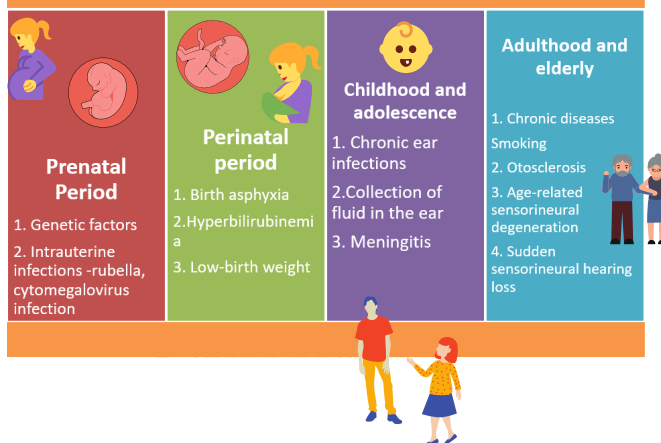 Prenatal
Period
1. Genetic factors
2. Intrauterine
infections -rubella,
cytomegalovirus
infection
Perinatal
period
1. Birth asphyxia
2.Hyperbilirubinemi
a
3. Low-birth weight
Childhood and
adolescence
1. Chronic ear
infections
2.Collection of
fluid in the ear
3. Meningitis
Adulthood and
elderly
1. Chronic diseases
Smoking
2. Otosclerosis
3. Age-related
sensorineural
degeneration
4. Sudden
sensorineural hearing
loss